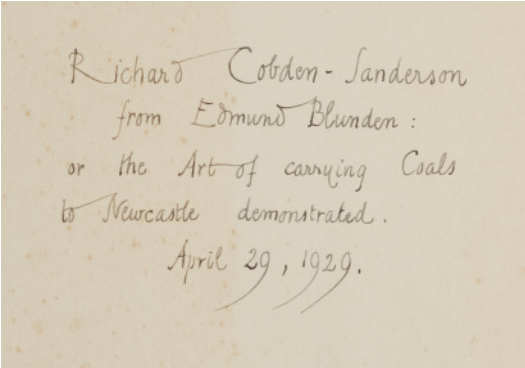 Richard Cobden-Sanderson
from Edmund Blunden:
or the Art of carrying Coals
to Newcastle demonstrated.
April 29, 1929.